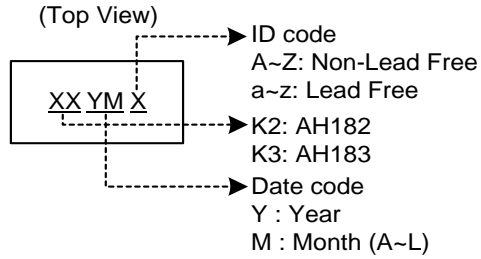 (Top View)
ID code
A~Z: Non-Lead Free
a~z: Lead Free
XX YM X
K2: AH182
K3: AH183
Date code
Y : Year
M : Month (A~L)